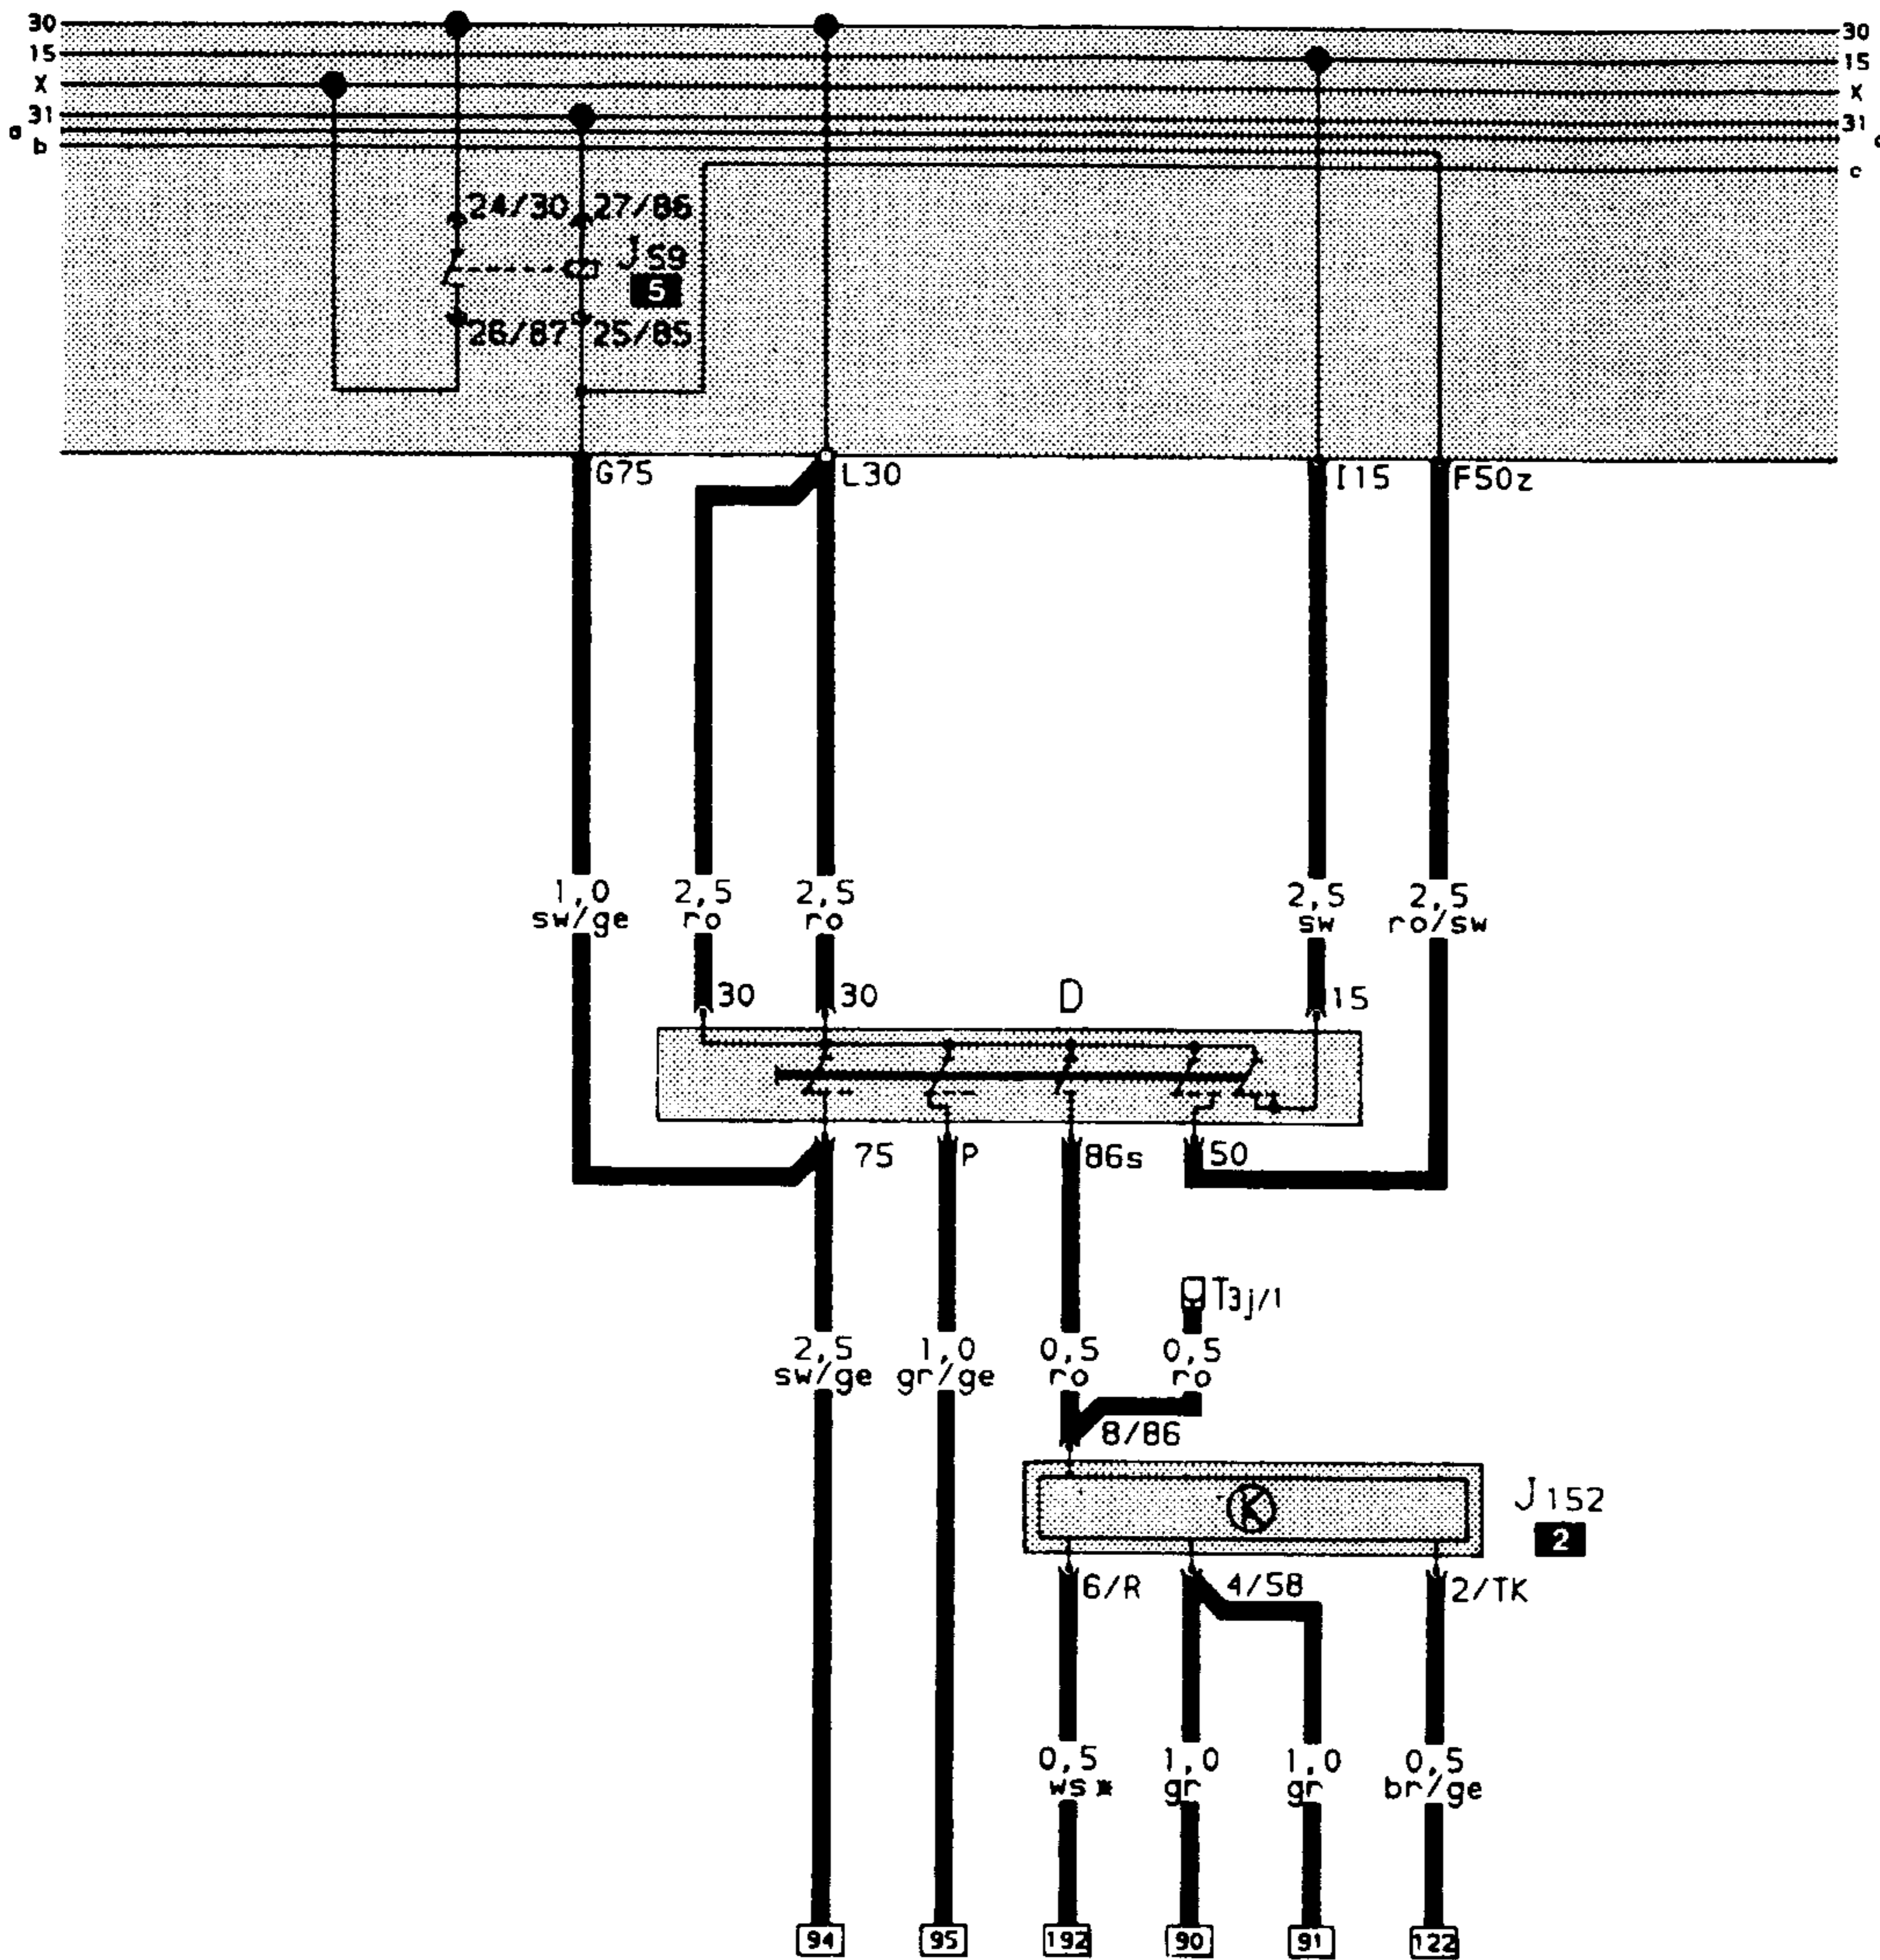 30 30
15 15
X X
31 31
a
b
c
24/30 27/86
J59
5
26/87 25/85
G75 L30 I15 F50z
1,0 2,5 2,5 2,5 2,5
sw/ge ro ro sw ro/sw
30 30 D 15
75 P 86s 50
T3j/1
2,5 1,0 0,5 0,5
sw/ge gr/ge ro ro
8/86
K
J152
2
6/R 4/58 2/TK
0,5 1,0 1,0 0,5
ws* gr gr br/ge
94 95 192 90 91 122